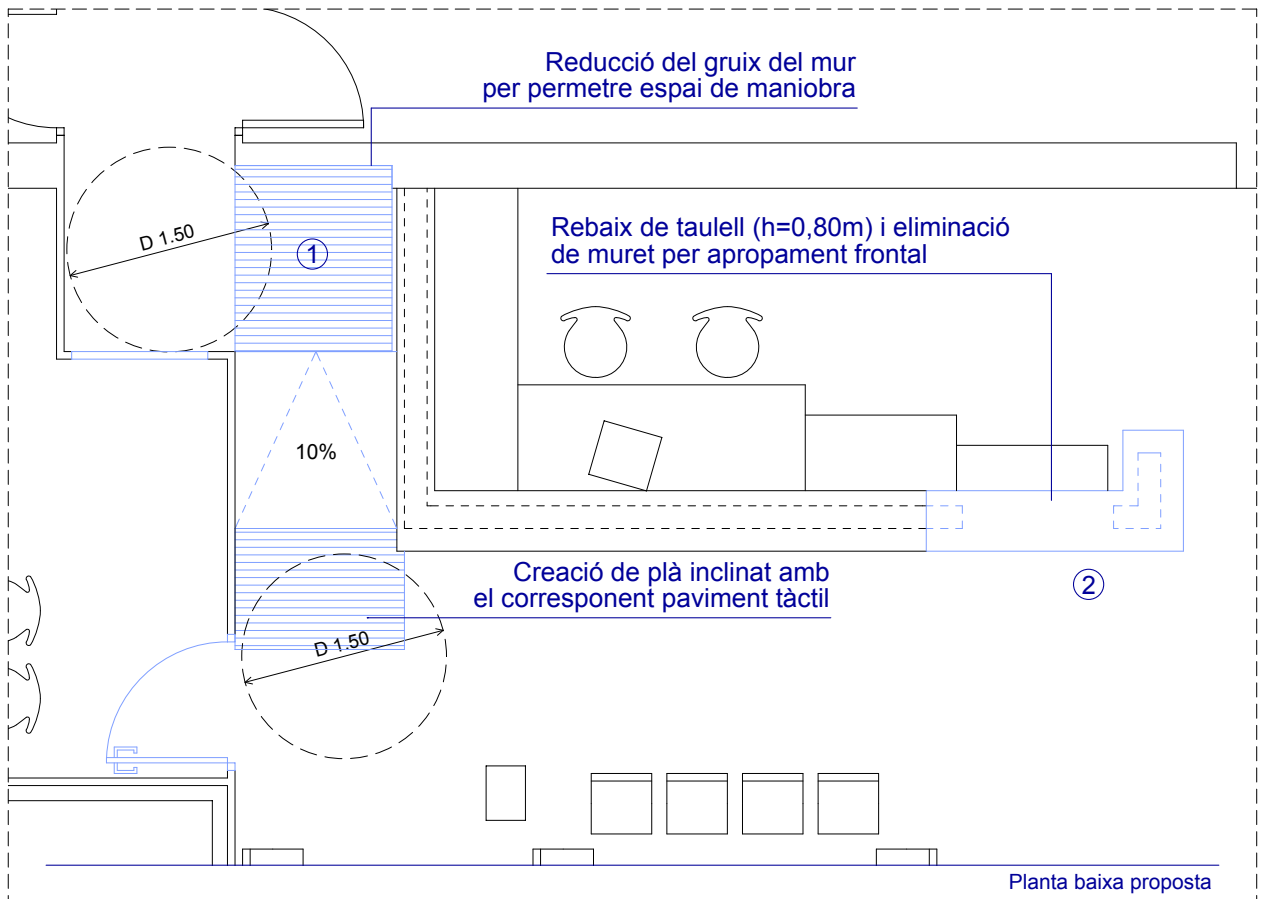 Reducció del gruix del mur
per permetre espai de maniobra
D 1.50
1
Rebaix de taulell (h=0,80m) i eliminació
de muret per apropament frontal
10%
Creació de plà inclinat amb
el corresponent paviment tàctil
2
D 1.50
Planta baixa proposta